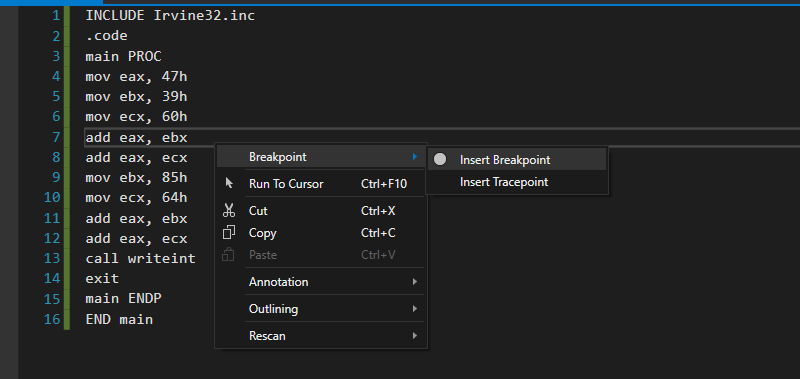 1 INCLUDE Irvine32.inc
2 .code
3 main PROC
4 mov eax, 47h
5 mov ebx, 39h
6 mov ecx, 60h
7 add eax, ebx
8 add eax, ecx
9 mov ebx, 85h
10 mov ecx, 64h
11 add eax, ebx
12 add eax, ecx
13 call writeint
14 exit
15 main ENDP
16 END main
Breakpoint
Run To Cursor Ctrl+F10
Cut Ctrl+X
Copy Ctrl+C
Paste Ctrl+V
Annotation
Outlining
Rescan
Insert Breakpoint
Insert Tracepoint